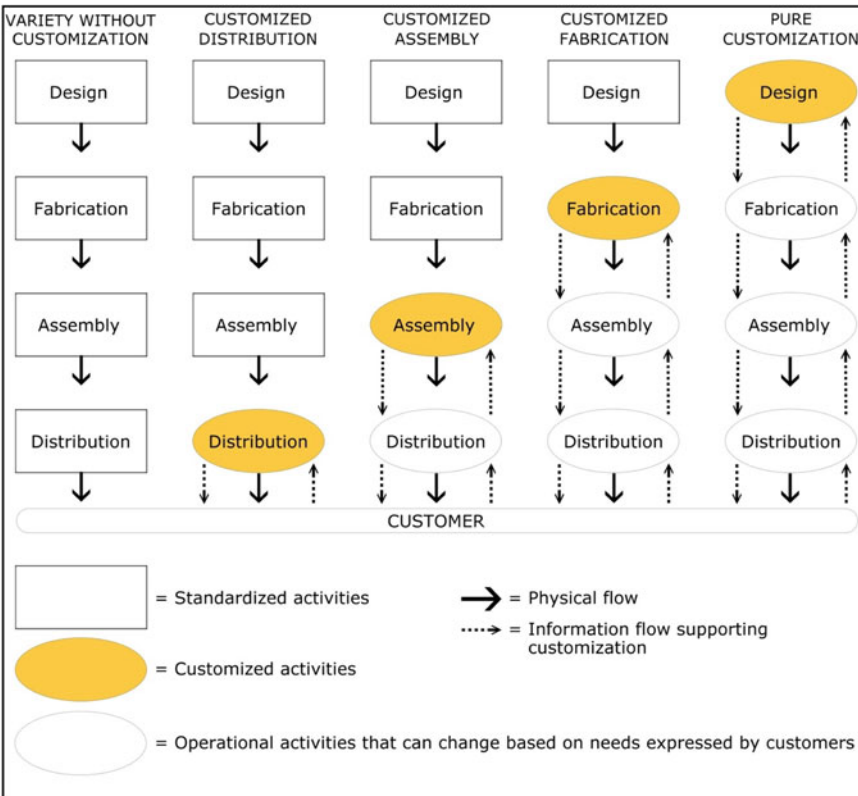 VARIETY WITHOUT
CUSTOMIZATION
CUSTOMIZED
DISTRIBUTION
CUSTOMIZED
ASSEMBLY
CUSTOMIZED
FABRICATION
PURE
CUSTOMIZATION
Design
Design
Design
Design
Design
Fabrication
Fabrication
Fabrication
Fabrication
Fabrication
Assembly
Assembly
Assembly
Assembly
Assembly
Distribution
Distribution
Distribution
Distribution
Distribution
CUSTOMER
= Standardized activities
= Physical flow
= Information flow supporting
customization
= Customized activities
= Operational activities that can change based on needs expressed by customers